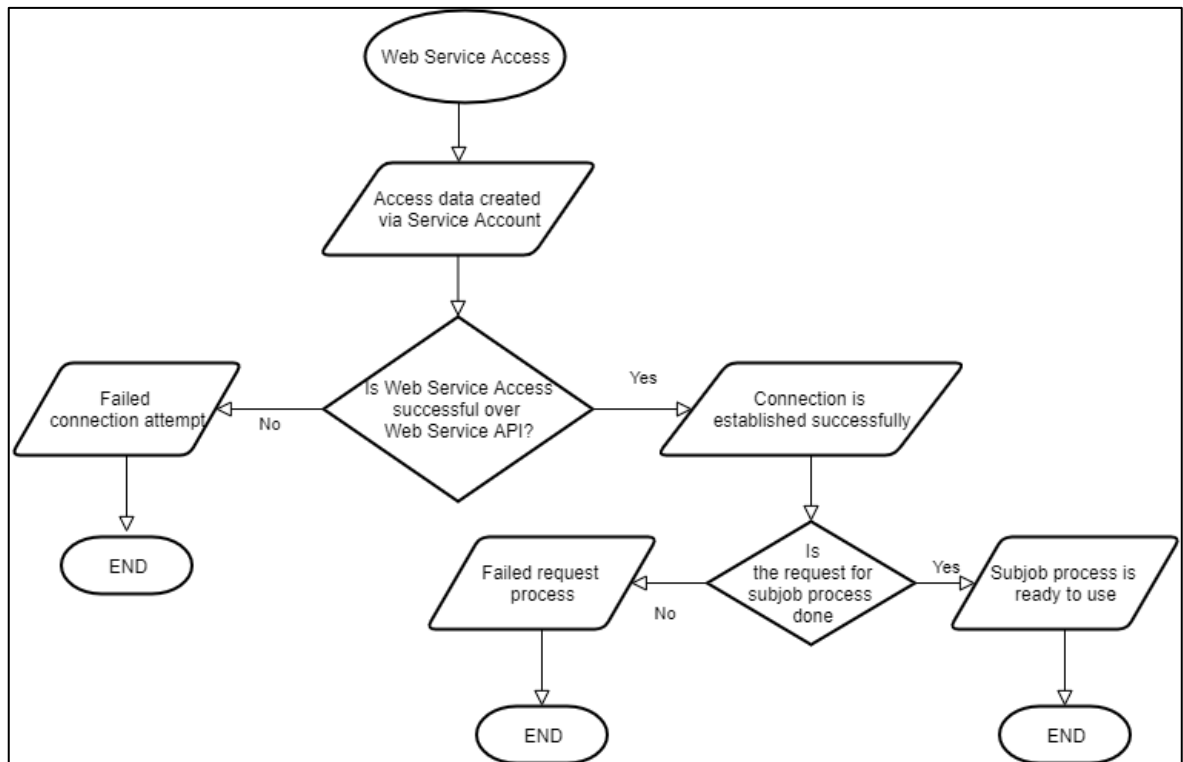 Web Service Access
Access data created
via Service Account
Is Web Service Access
successful over
Web Service API?
Yes
No
Failed
connection attempt
END
Connection is
established successfully
Is
the request for
subjob process
done
Yes
No
Failed request
process
END
Subjob process is
ready to use
END